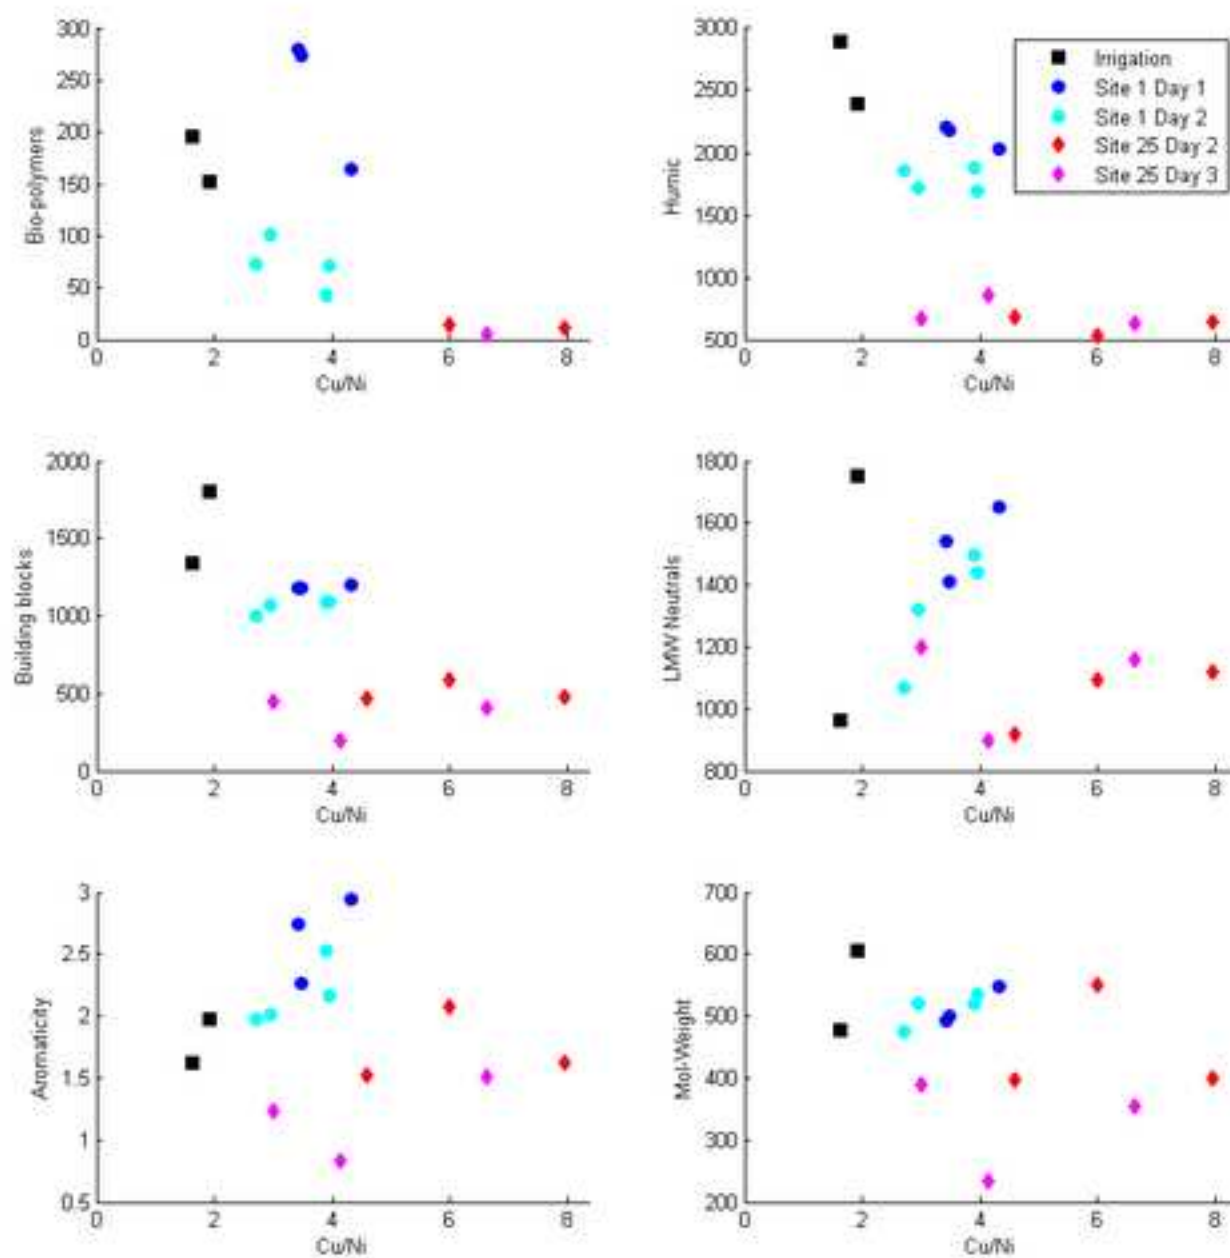 300
250
200
150
100
50
0
Bio-polymers
0 2 4 6 8
Cu/Ni
3000
2500
2000
1500
1000
500
Humic
0 2 4 6 8
Cu/Ni
Irrigation
Site 1 Day 1
Site 1 Day 2
Site 25 Day 2
Site 25 Day 3
2000
1500
1000
500
0
Building blocks
0 2 4 6 8
Cu/Ni
1800
1600
1400
1200
1000
800
LMW Neutrals
0 2 4 6 8
Cu/Ni
3
2.5
2
1.5
1
0.5
Aromaticity
0 2 4 6 8
Cu/Ni
700
600
500
400
300
200
Mol-Weight
0 2 4 6 8
Cu/Ni